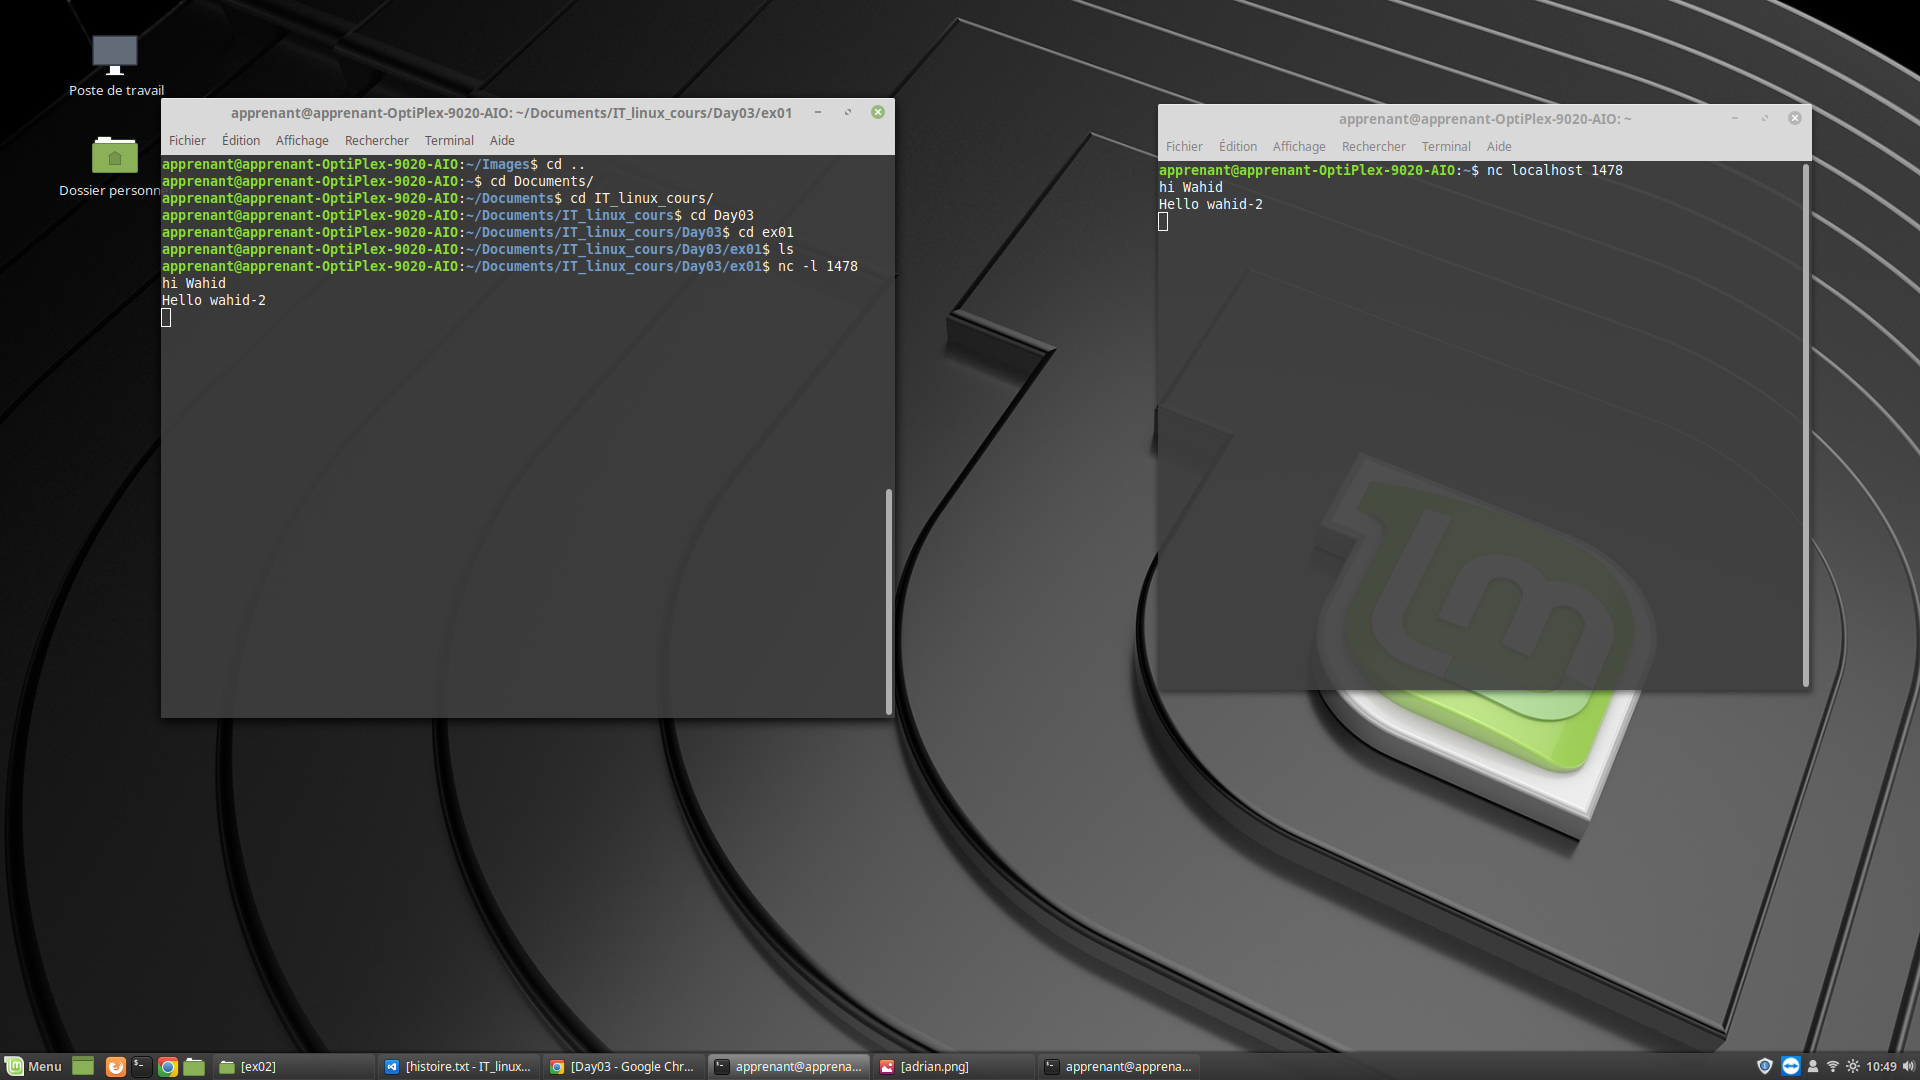 Poste de travail
Dossier personn
apprenant@apprenant-OptiPlex-9020-AIO: ~/Documents/IT_linux_cours/Day03/ex01
Fichier Édition Affichage Rechercher Terminal Aide
apprenant@apprenant-OptiPlex-9020-AIO:~/Images$ cd ..
apprenant@apprenant-OptiPlex-9020-AIO:~$ cd Documents/
apprenant@apprenant-OptiPlex-9020-AIO:~/Documents$ cd IT_linux_cours/
apprenant@apprenant-OptiPlex-9020-AIO:~/Documents/IT_linux_cours$ cd Day03
apprenant@apprenant-OptiPlex-9020-AIO:~/Documents/IT_linux_cours/Day03$ cd ex01
apprenant@apprenant-OptiPlex-9020-AIO:~/Documents/IT_linux_cours/Day03/ex01$ ls
apprenant@apprenant-OptiPlex-9020-AIO:~/Documents/IT_linux_cours/Day03/ex01$ nc -l 1478
hi Wahid
Hello wahid-2
apprenant@apprenant-OptiPlex-9020-AIO: ~
Fichier Édition Affichage Rechercher Terminal Aide
apprenant@apprenant-OptiPlex-9020-AIO:~$ nc localhost 1478
hi Wahid
Hello wahid-2
Menu [ex02] [histoire.txt - IT_linux... [Day03 - Google Chr... apprenant@apprena... [adrian.png] apprenant@apprena... 10:49